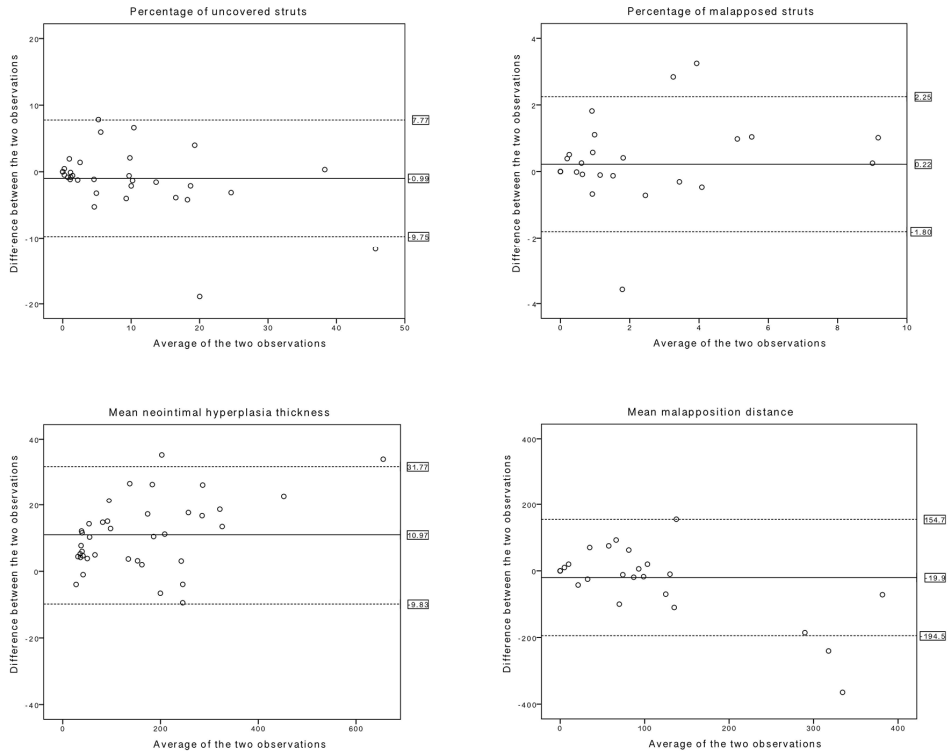 Percentage of uncovered struts
Difference between the two observations
20
10
0
-10
-20
7.77
-0.99
-9.75
0 10 20 30 40 50
Average of the two observations
Percentage of malapposed struts
Difference between the two observations
4
2
0
-2
-4
2.25
0.22
-1.80
0 2 4 6 8 10
Average of the two observations
Mean neointimal hyperplasia thickness
Difference between the two observations
40
20
0
-20
-40
31.77
10.97
-9.83
0 200 400 600
Average of the two observations
Mean malapposition distance
Difference between the two observations
400
200
0
-200
-400
154.7
-19.9
-194.5
0 100 200 300 400
Average of the two observations